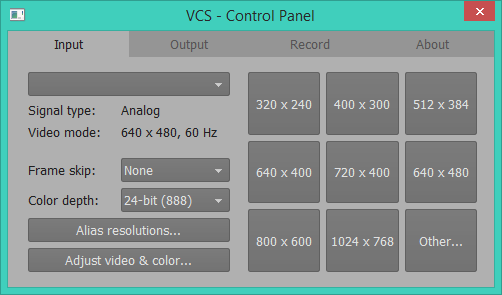 VCS - Control Panel
Input
Output
Record
About
Signal type: Analog
Video mode: 640 x 480, 60 Hz
Frame skip: None
Color depth: 24-bit (888)
Alias resolutions...
Adjust video & color...
320 x 240
400 x 300
512 x 384
640 x 400
720 x 400
640 x 480
800 x 600
1024 x 768
Other...